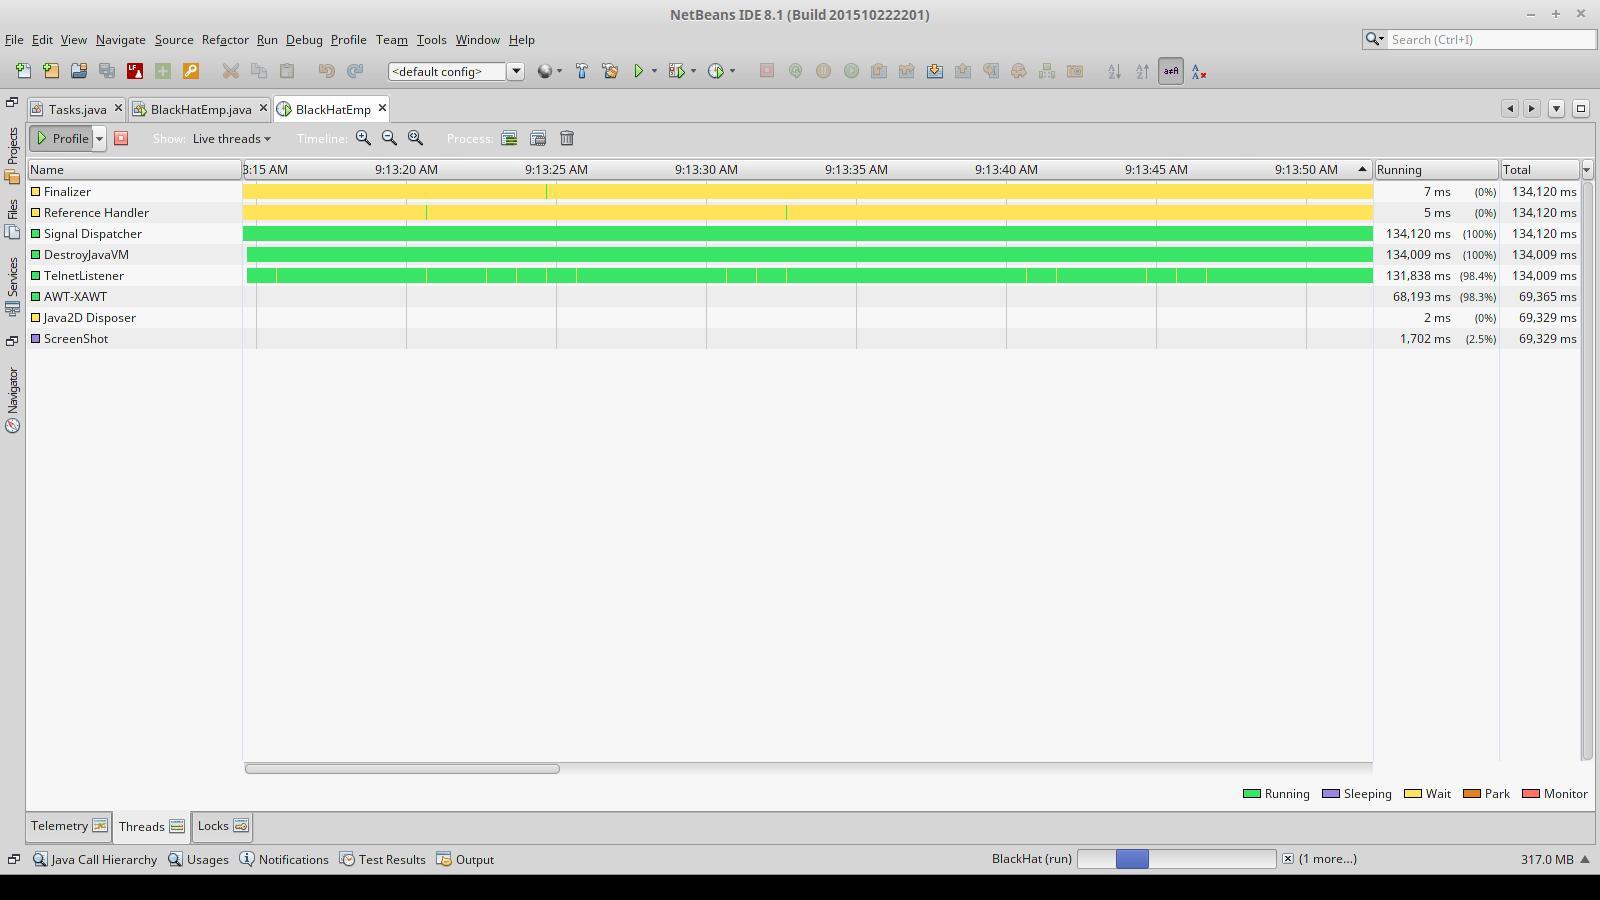 NetBeans IDE 8.1 (Build 201510222201)
File Edit View Navigate Source Refactor Run Debug Profile Team Tools Window Help
Search (Ctrl+I)
<default config>
Tasks.java BlackHatEmp.java BlackHatEmp
Profile Show: Live threads Timeline: Process:
Projects
Files
Services
Navigator
Name 3:15 AM 9:13:20 AM 9:13:25 AM 9:13:30 AM 9:13:35 AM 9:13:40 AM 9:13:45 AM 9:13:50 AM Running Total
Finalizer 7 ms (0%) 134,120 ms
Reference Handler 5 ms (0%) 134,120 ms
Signal Dispatcher 134,120 ms (100%) 134,120 ms
DestroyJavaVM 134,009 ms (100%) 134,009 ms
TelnetListener 131,838 ms (98.4%) 134,009 ms
AWT-XAWT 68,193 ms (98.3%) 69,365 ms
Java2D Disposer 2 ms (0%) 69,329 ms
ScreenShot 1,702 ms (2.5%) 69,329 ms
Running Sleeping Wait Park Monitor
Telemetry Threads Locks
Java Call Hierarchy Usages Notifications Test Results Output BlackHat (run) (1 more...) 317.0 MB